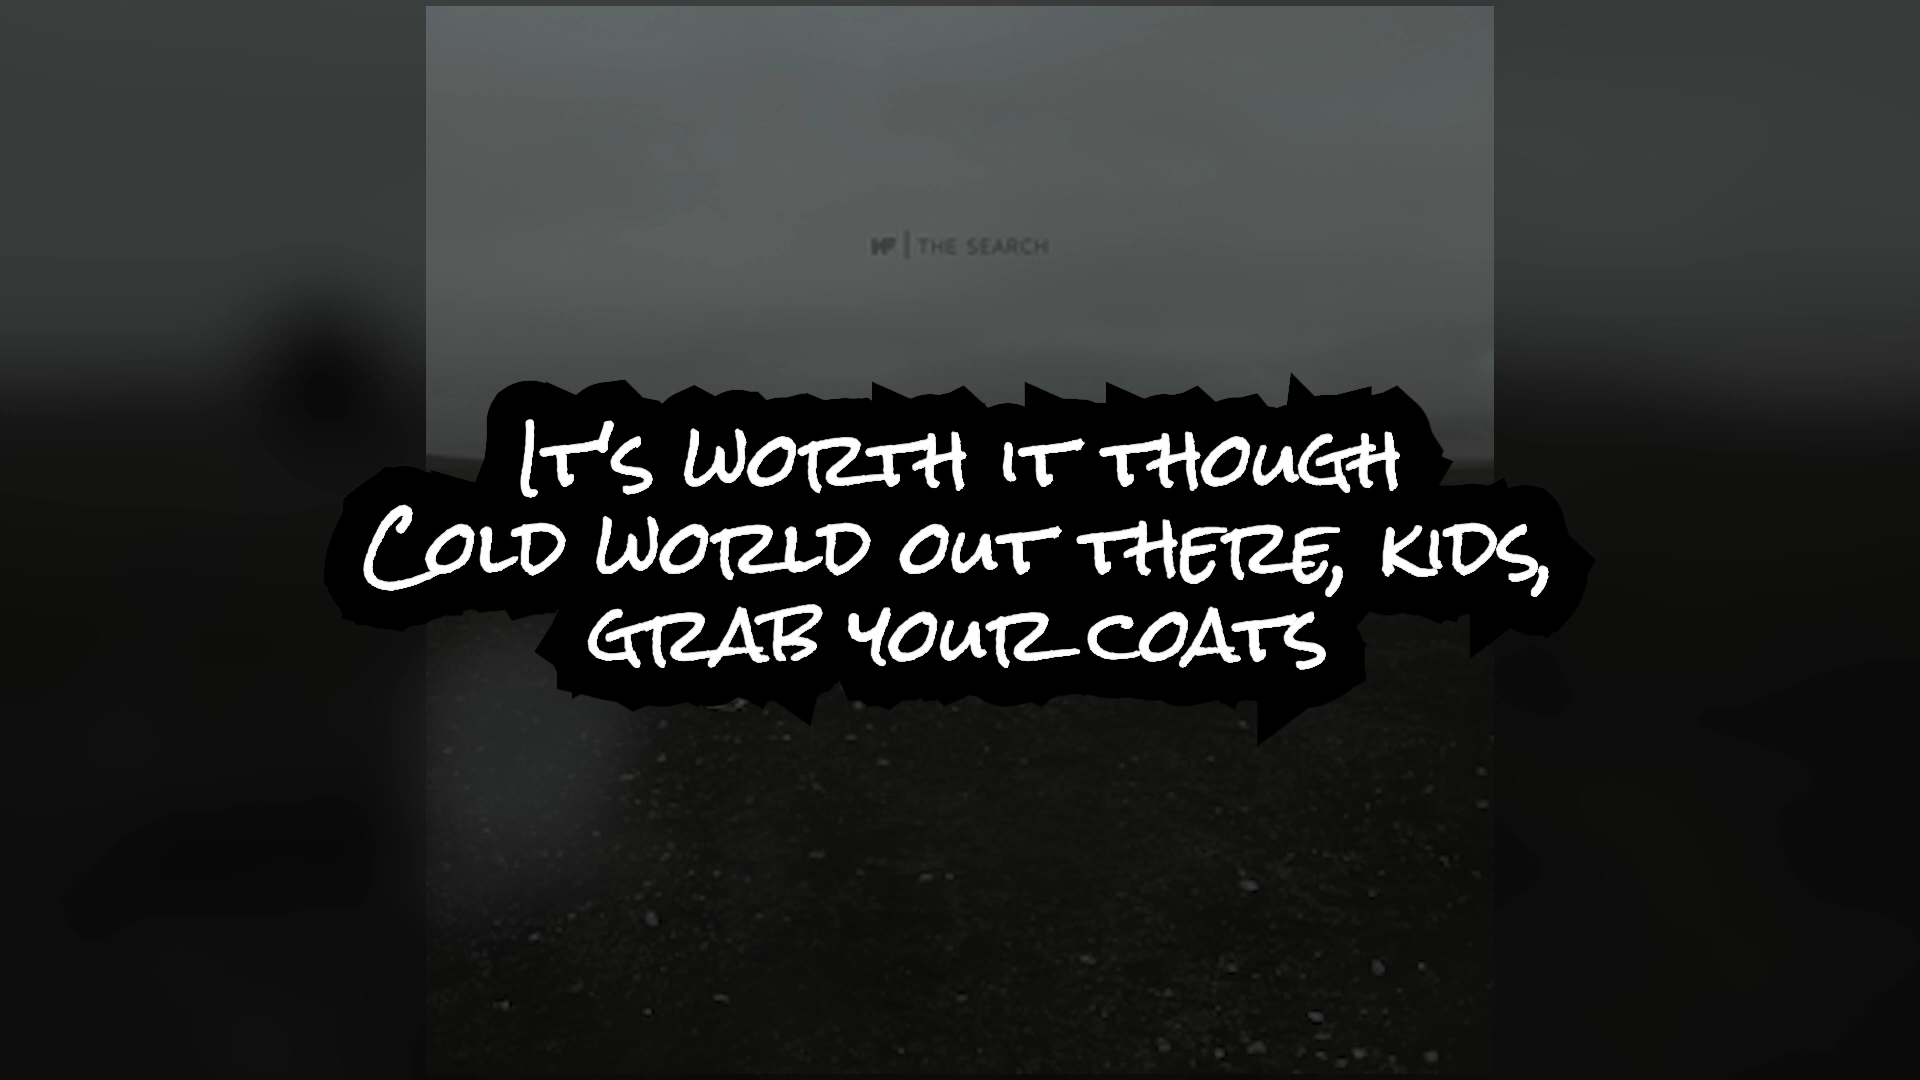 NF | THE SEARCH
It's worth it though
Cold world out there, kids,
grab your coats